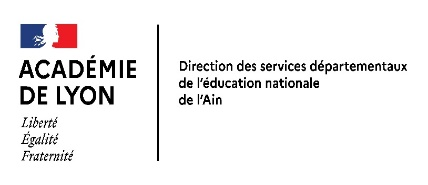 ACADÉMIE
DE LYON
Liberté
Égalité
Fraternité
Direction des services départementaux
de l'éducation nationale
de l'Ain